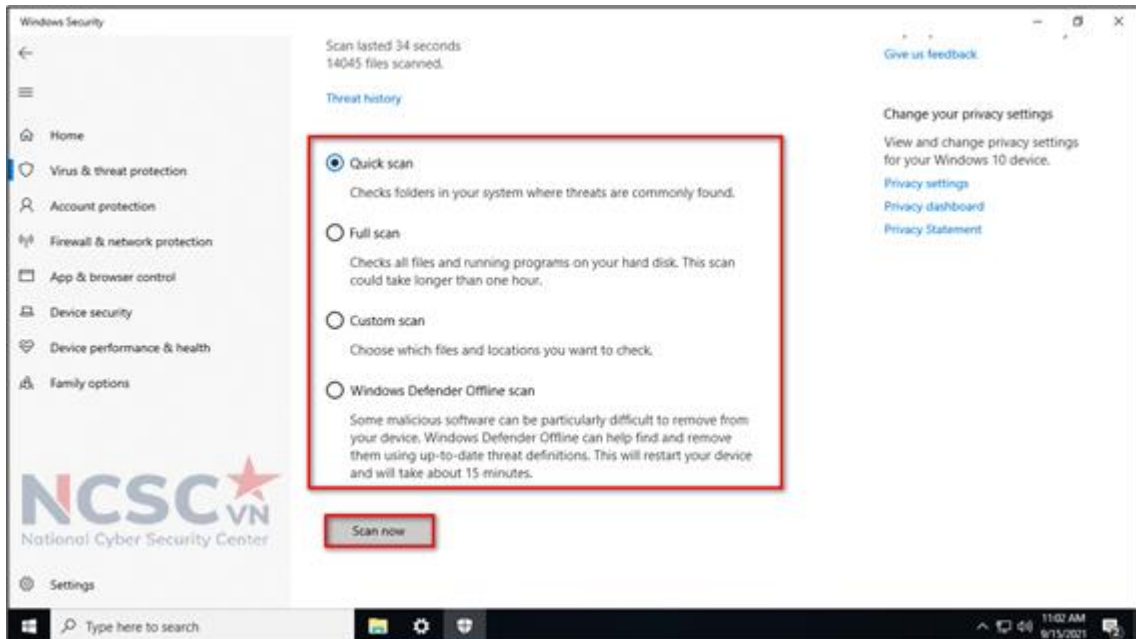 Windows Security
Scan lasted 34 seconds
14045 files scanned.
Threat history
Home
Virus & threat protection
Account protection
Firewall & network protection
App & browser control
Device security
Device performance & health
Family options
Settings
Quick scan
Checks folders in your system where threats are commonly found.
Full scan
Checks all files and running programs on your hard disk. This scan
could take longer than one hour.
Custom scan
Choose which files and locations you want to check.
Windows Defender Offline scan
Some malicious software can be particularly difficult to remove from
your device. Windows Defender Offline can help find and remove
them using up-to-date threat definitions. This will restart your device
and will take about 15 minutes.
Scan now
Give us feedback
Change your privacy settings
View and change privacy settings
for your Windows 10 device.
Privacy settings
Privacy dashboard
Privacy Statement
NCSC VN
National Cyber Security Center
Type here to search
11:02 AM
9/15/2021
2